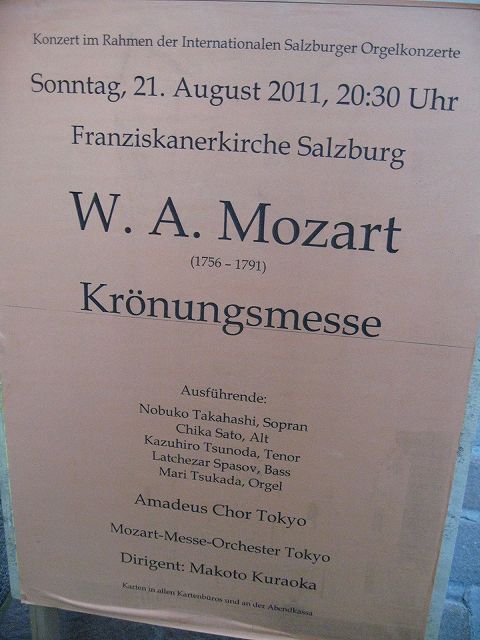 Konzert im Rahmen der Internationalen Salzburger Orgelkonzerte
Sonntag, 21. August 2011, 20:30 Uhr
Franziskanerkirche Salzburg
W. A. Mozart
(1756 – 1791)
Krönungsmesse
Ausführende:
Nobuko Takahashi, Sopran
Chika Sato, Alt
Kazuhiro Tsunoda, Tenor
Latchezar Spasov, Bass
Mari Tsukada, Orgel
Amadeus Chor Tokyo
Mozart-Messe-Orchester Tokyo
Dirigent: Makoto Kuraoka
Karten in allen Kartenbüros und an der Abendkassa